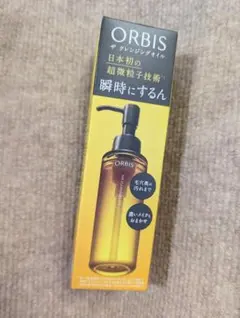 ORBIS
ザ クレンジングオイル
日本初の
超微粒子技術
瞬時にするん
ORBIS
毛穴奥の
汚れまで
濃いメイクも
おまかせ